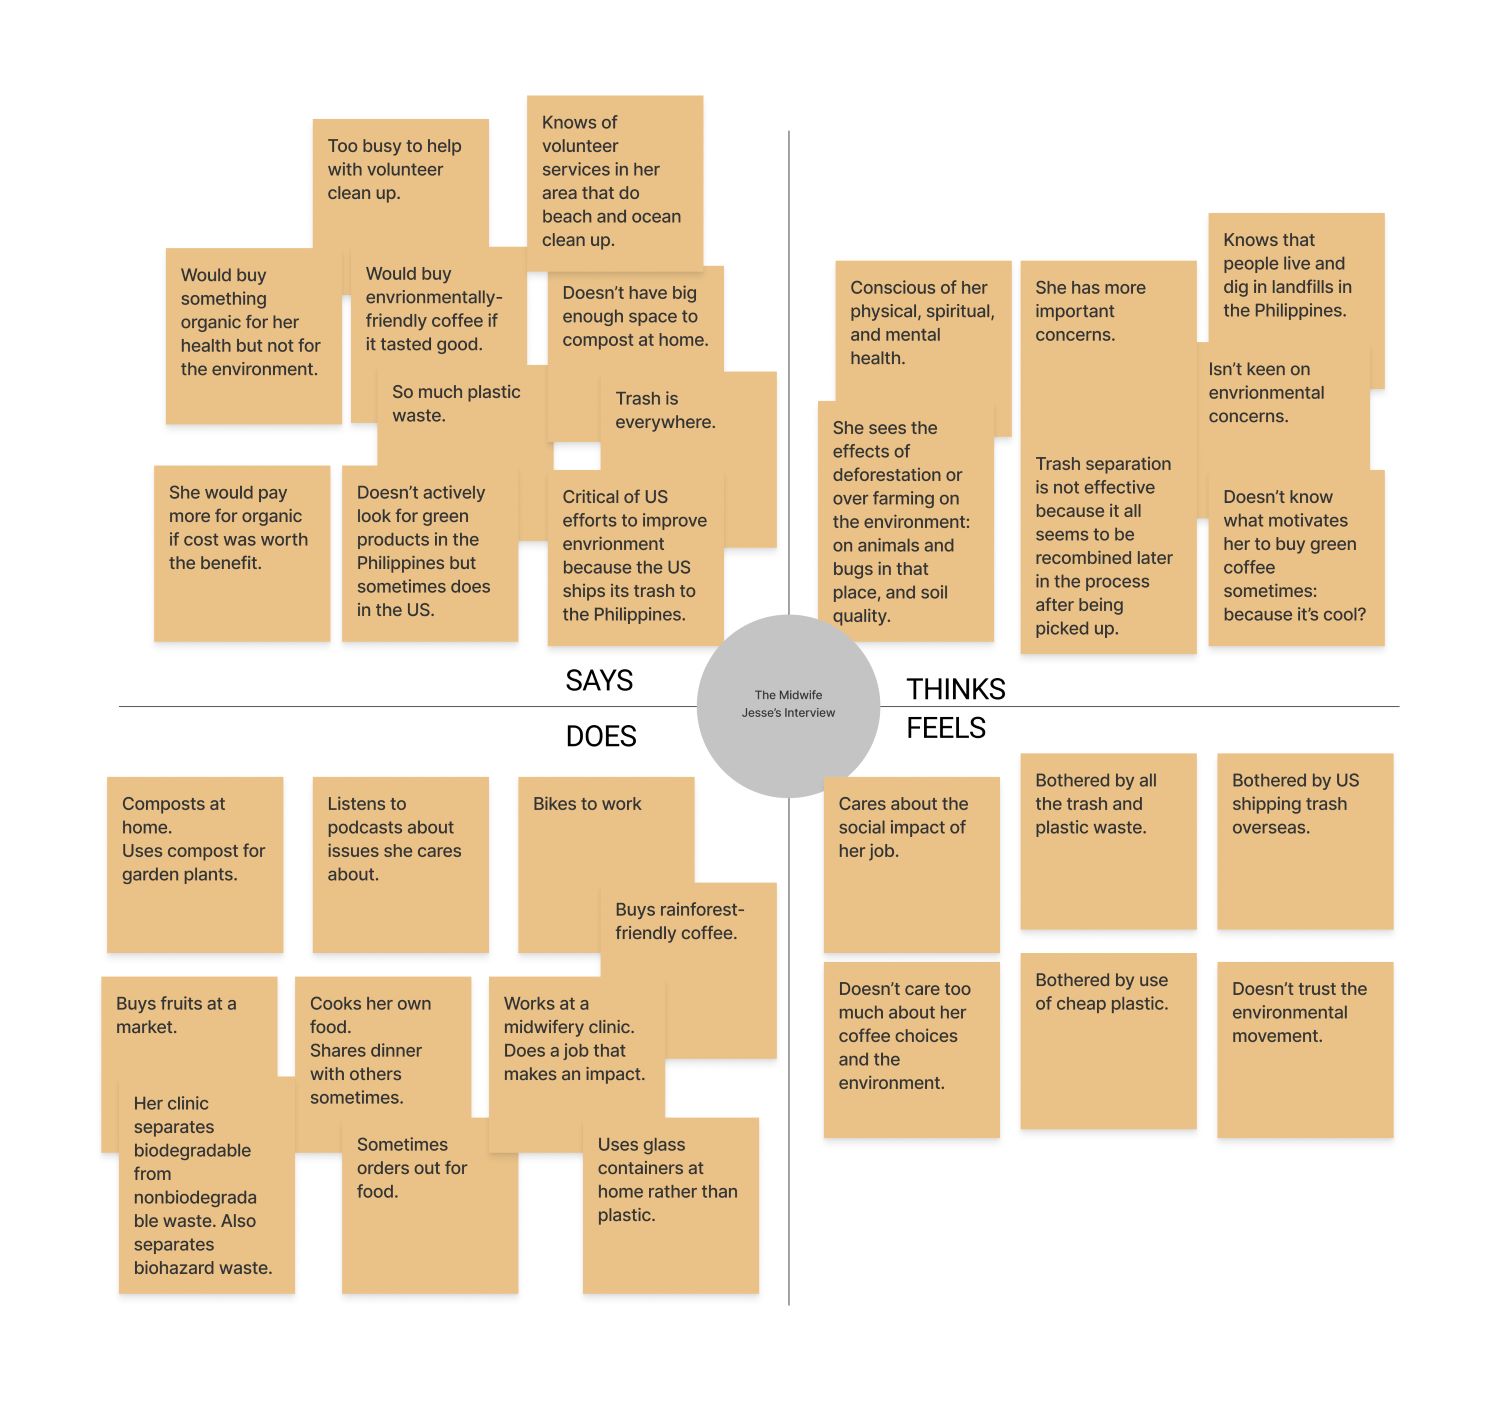 Too busy to help
with volunteer
clean up.
Knows of
volunteer
services in her
area that do
beach and ocean
clean up.
Would buy
something
organic for her
health but not for
the environment.
Would buy
envrionmentally-
friendly coffee if
it tasted good.
Doesn’t have big
enough space to
compost at home.
So much plastic
waste.
Trash is
everywhere.
She would pay
more for organic
if cost was worth
the benefit.
Doesn’t actively
look for green
products in the
Philippines but
sometimes does
in the US.
Critical of US
efforts to improve
envrionment
because the US
ships its trash to
the Philippines.
SAYS
Conscious of her
physical, spiritual,
and mental
health.
She has more
important
concerns.
Knows that
people live and
dig in landfills in
the Philippines.
Isn’t keen on
envrionmental
concerns.
She sees the
effects of
deforestation or
over farming on
the environment:
on animals and
bugs in that
place, and soil
quality.
Trash separation
is not effective
because it all
seems to be
recombined later
in the process
after being
picked up.
Doesn’t know
what motivates
her to buy green
coffee
sometimes:
because it’s cool?
THINKS
The Midwife
Jesse’s Interview
DOES
Composts at
home.
Uses compost for
garden plants.
Listens to
podcasts about
issues she cares
about.
Bikes to work
Buys rainforest-
friendly coffee.
Buys fruits at a
market.
Cooks her own
food.
Shares dinner
with others
sometimes.
Works at a
midwifery clinic.
Does a job that
makes an impact.
Her clinic
separates
biodegradable
from
nonbiodegrada
ble waste. Also
separates
biohazard waste.
Sometimes
orders out for
food.
Uses glass
containers at
home rather than
plastic.
FEELS
Cares about the
social impact of
her job.
Bothered by all
the trash and
plastic waste.
Bothered by US
shipping trash
overseas.
Doesn’t care too
much about her
coffee choices
and the
environment.
Bothered by use
of cheap plastic.
Doesn’t trust the
environmental
movement.